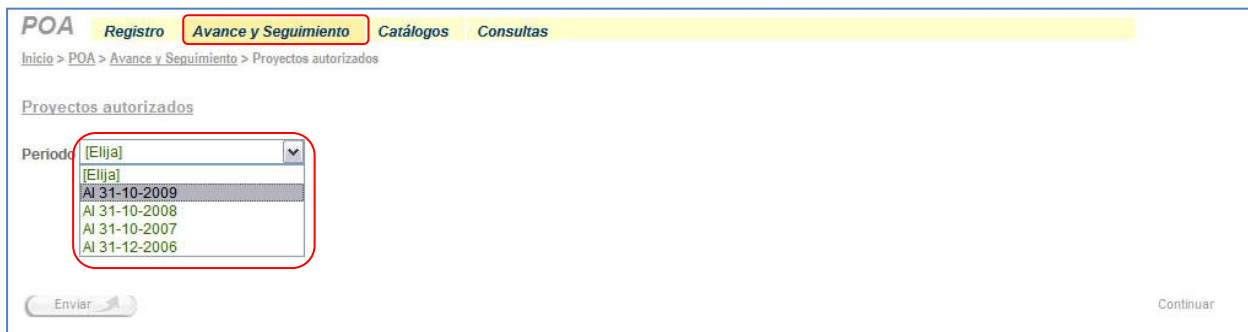 POA Registro Avance y Seguimiento Catálogos Consultas
Inicio > POA > Avance y Seguimiento > Proyectos autorizados
Proyectos autorizados
Periodo [Elija]
[Elija]
Al 31-10-2009
Al 31-10-2008
Al 31-10-2007
Al 31-12-2006
Enviar Continuar